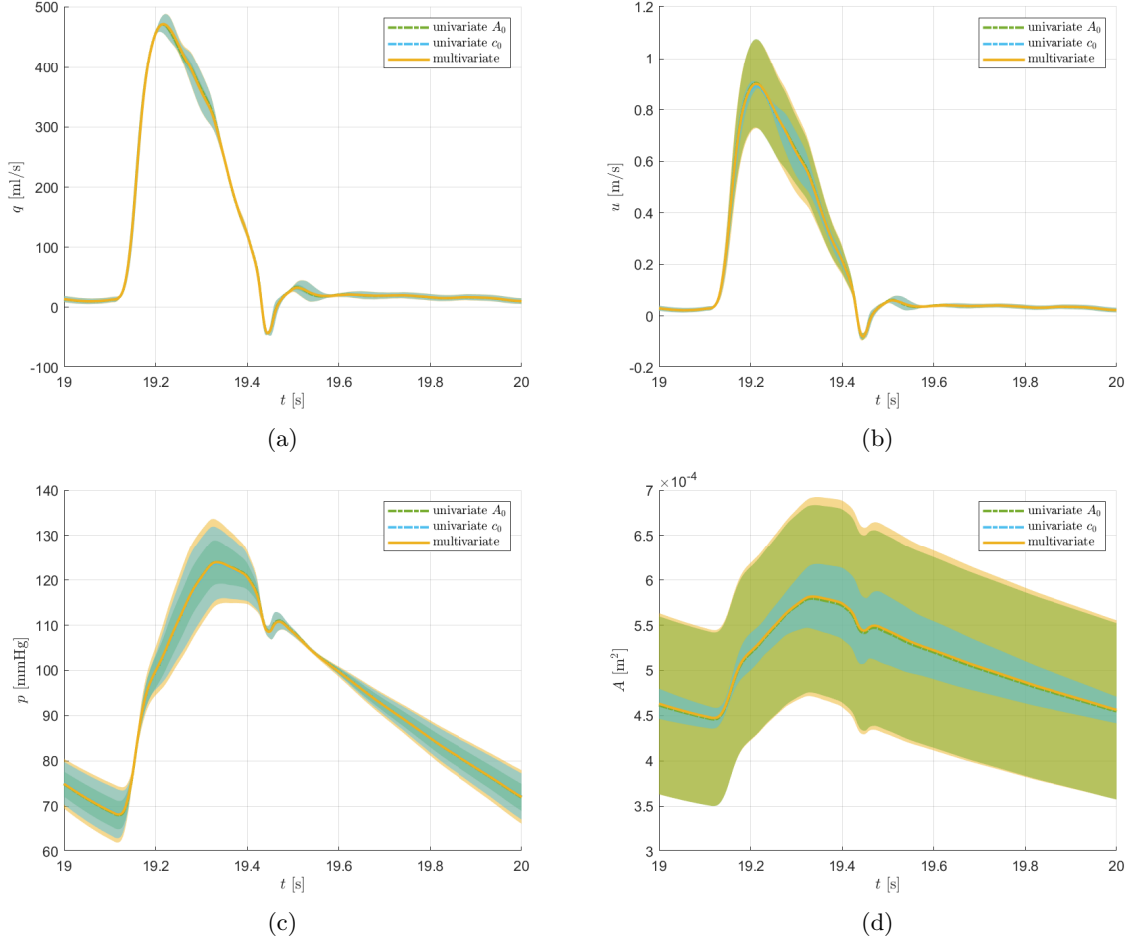 500
400
300
200
100
0
-100
q [ml/s]
univariate A₀
univariate c₀
multivariate
19
19.2
19.4
19.6
19.8
20
t [s]
(a)
1.2
1
0.8
0.6
0.4
0.2
0
-0.2
u [m/s]
univariate A₀
univariate c₀
multivariate
19
19.2
19.4
19.6
19.8
20
t [s]
(b)
140
130
120
110
100
90
80
70
60
p [mmHg]
univariate A₀
univariate c₀
multivariate
19
19.2
19.4
19.6
19.8
20
t [s]
(c)
×10⁻⁴
7
6.5
6
5.5
5
4.5
4
3.5
3
A [m²]
univariate A₀
univariate c₀
multivariate
19
19.2
19.4
19.6
19.8
20
t [s]
(d)